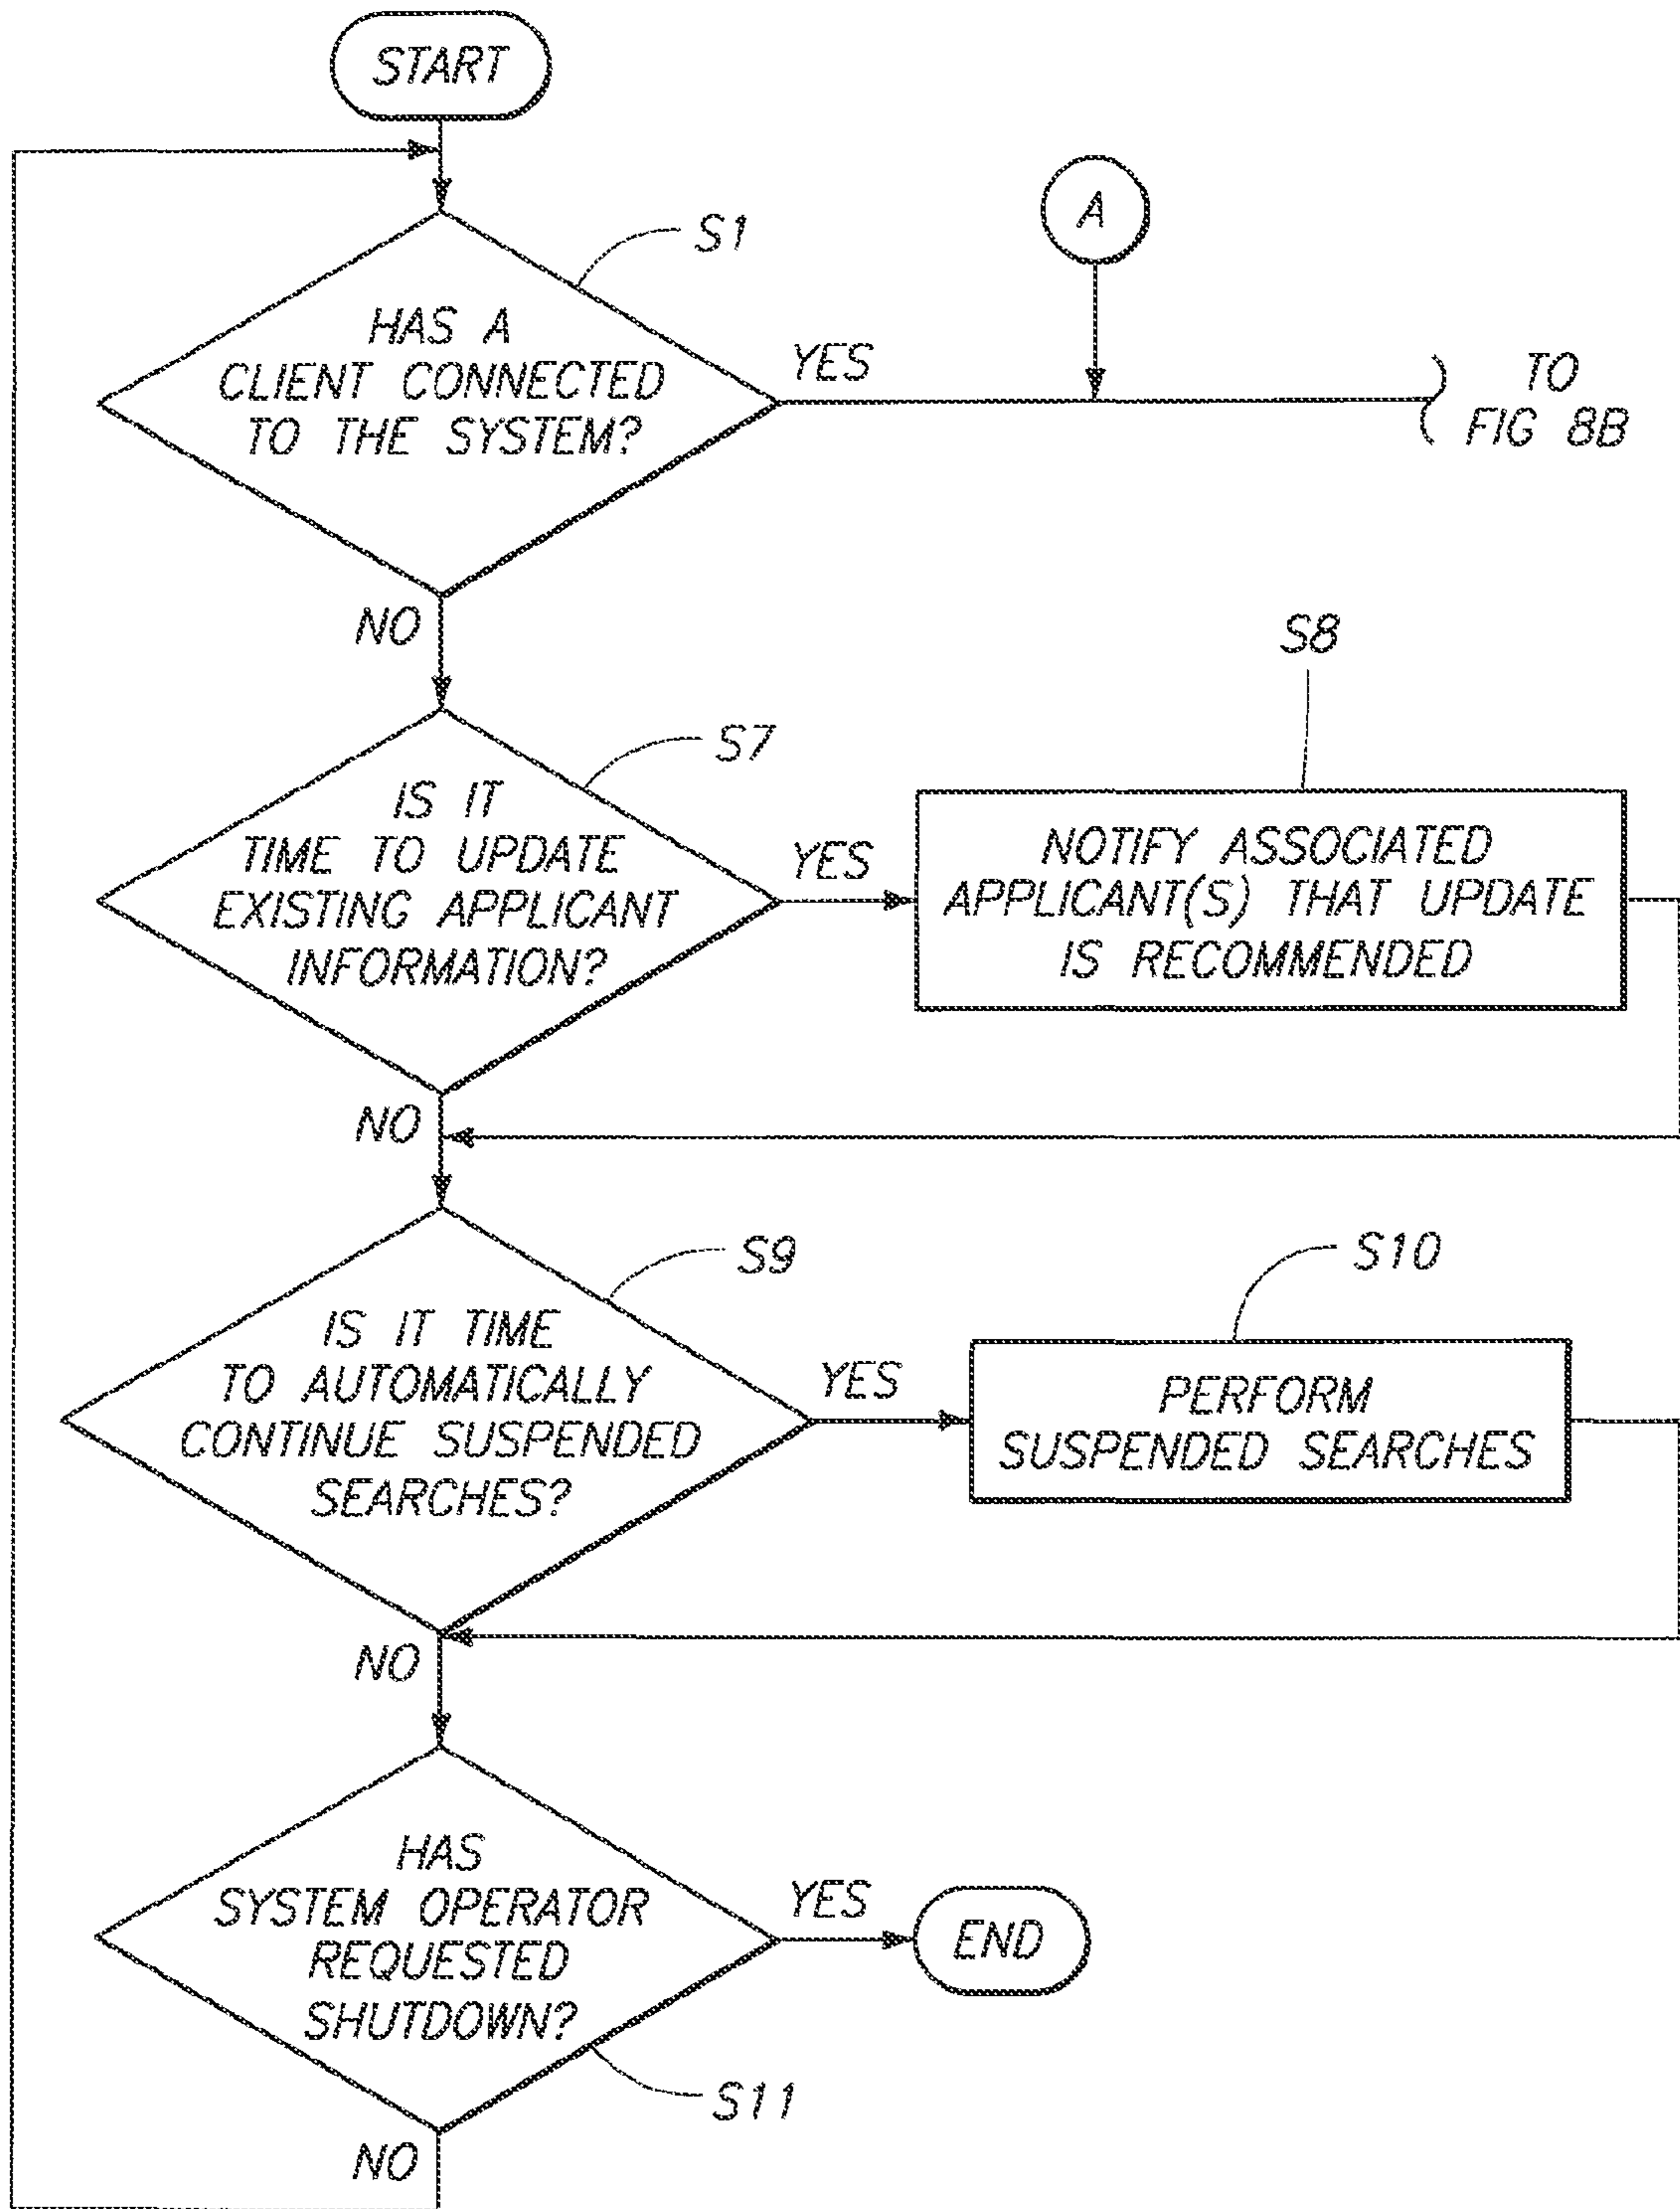 START
A
S1
HAS A
CLIENT CONNECTED
TO THE SYSTEM?
YES
TO
FIG 8B
NO
S7
IS IT
TIME TO UPDATE
EXISTING APPLICANT
INFORMATION?
YES
S8
NOTIFY ASSOCIATED
APPLICANT(S) THAT UPDATE
IS RECOMMENDED
NO
S9
IS IT TIME
TO AUTOMATICALLY
CONTINUE SUSPENDED
SEARCHES?
YES
S10
PERFORM
SUSPENDED SEARCHES
NO
HAS
SYSTEM OPERATOR
REQUESTED
SHUTDOWN?
YES
END
S11
NO